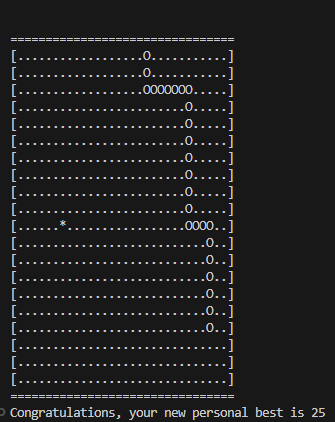 ================================
[..................O...........]
[..................O...........]
[..................OOOOOOO.....]
[........................O.....]
[........................O.....]
[........................O.....]
[........................O.....]
[........................O.....]
[........................O.....]
[........................O.....]
[......*.................OOOO..]
[...........................O..]
[...........................O..]
[...........................O..]
[...........................O..]
[...........................O..]
[...........................O..]
[..............................]
[..............................]
[..............................]
================================
Congratulations, your new personal best is 25